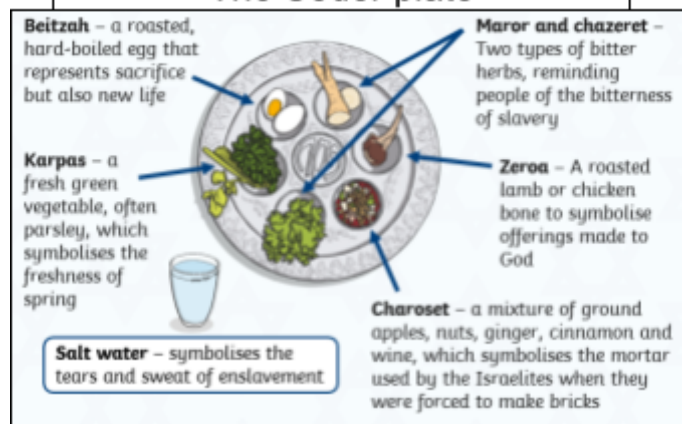 The Seder plate
Beitzah – a roasted,
hard-boiled egg that
represents sacrifice
but also new life
Maror and chazeret –
Two types of bitter
herbs, reminding
people of the bitterness
of slavery
Karpas – a
fresh green
vegetable, often
parsley, which
symbolises the
freshness of
spring
Zeroa – A roasted
lamb or chicken
bone to symbolise
offerings made to
God
Salt water – symbolises the
tears and sweat of enslavement
Charoset – a mixture of ground
apples, nuts, ginger, cinnamon and
wine, which symbolises the mortar
used by the Israelites when they
were forced to make bricks